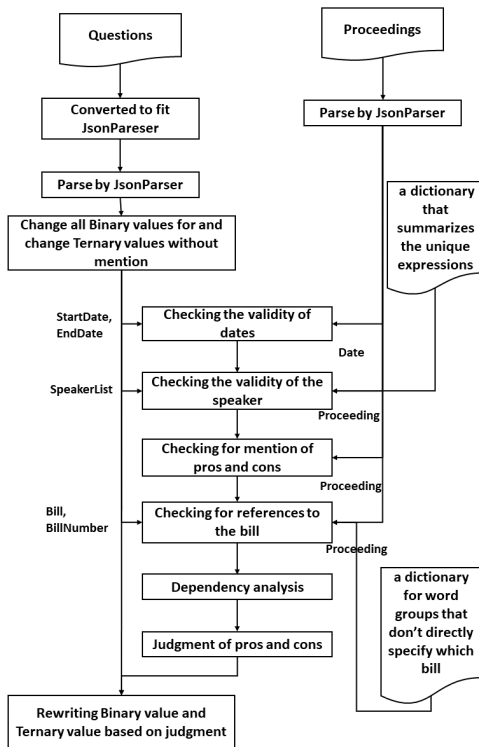 Questions
Proceedings
Converted to fit
JsonPareser
Parse by JsonParser
Parse by JsonParser
Change all Binary values for and
change Ternary values without
mention
a dictionary
that
summarizes
the unique
expressions
StartDate,
EndDate
Checking the validity of
dates
Date
SpeakerList
Checking the validity of the
speaker
Proceeding
Checking for mention of
pros and cons
Proceeding
Bill,
BillNumber
Checking for references to
the bill
Proceeding
Dependency analysis
a dictionary
for word
groups that
don't directly
specify which
bill
Judgment of pros and cons
Rewriting Binary value and
Ternary value based on judgment